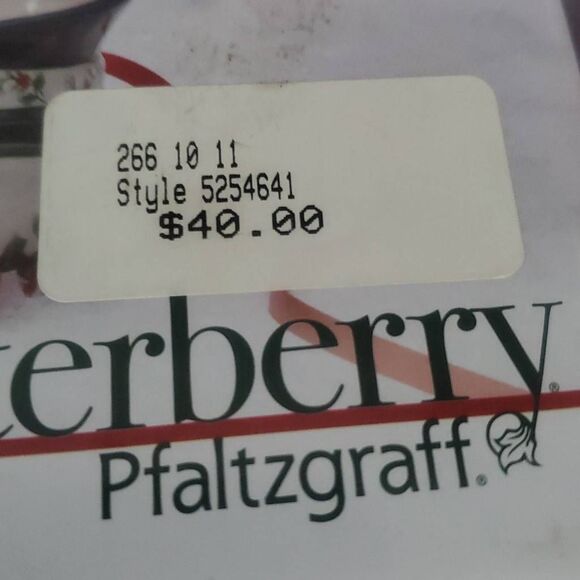 266 10 11
Style 5254641
$40.00
terberry®
Pfaltzgraff®